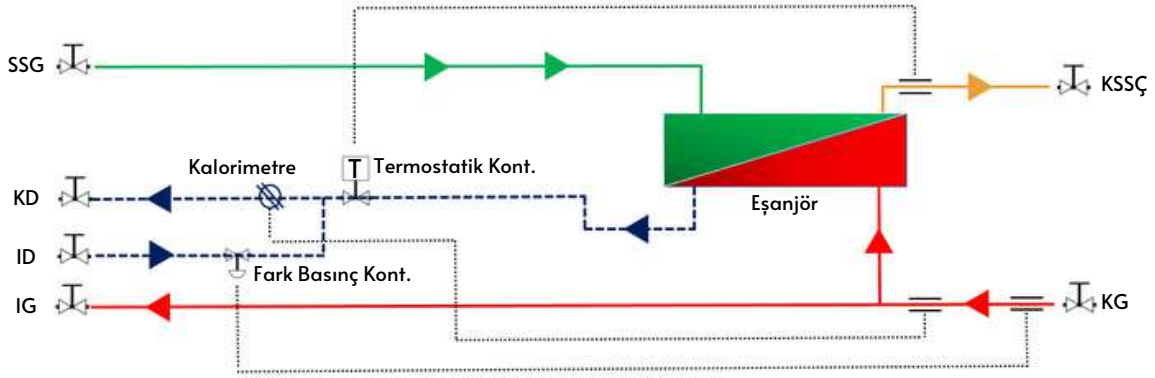 SSG
KSSÇ
Kalorimetre
T
Termostatik Kont.
KD
Eşanjör
ID
Fark Basınç Kont.
IG
KG